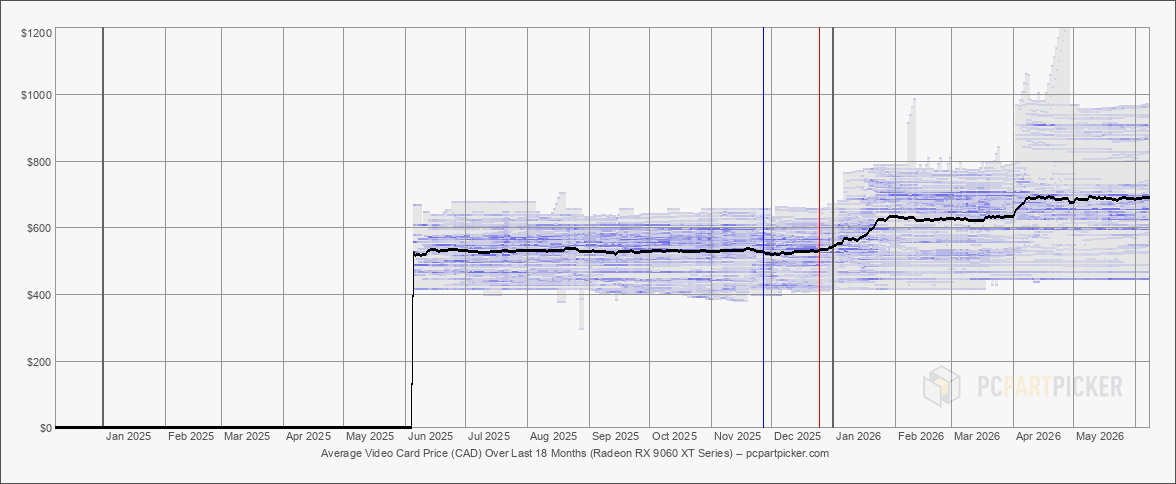 $1200
$1000
$800
$600
$400
$200
$0
PCPARTPICKER
Jan 2025 Feb 2025 Mar 2025 Apr 2025 May 2025 Jun 2025 Jul 2025 Aug 2025 Sep 2025 Oct 2025 Nov 2025 Dec 2025 Jan 2026 Feb 2026 Mar 2026 Apr 2026 May 2026
Average Video Card Price (CAD) Over Last 18 Months (Radeon RX 9060 XT Series) -- pcpartpicker.com